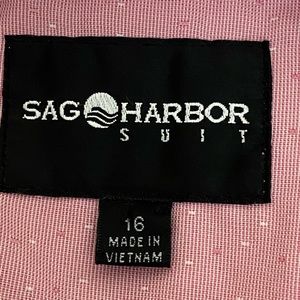 SAG HARBOR
SUIT
16
MADE IN
VIETNAM